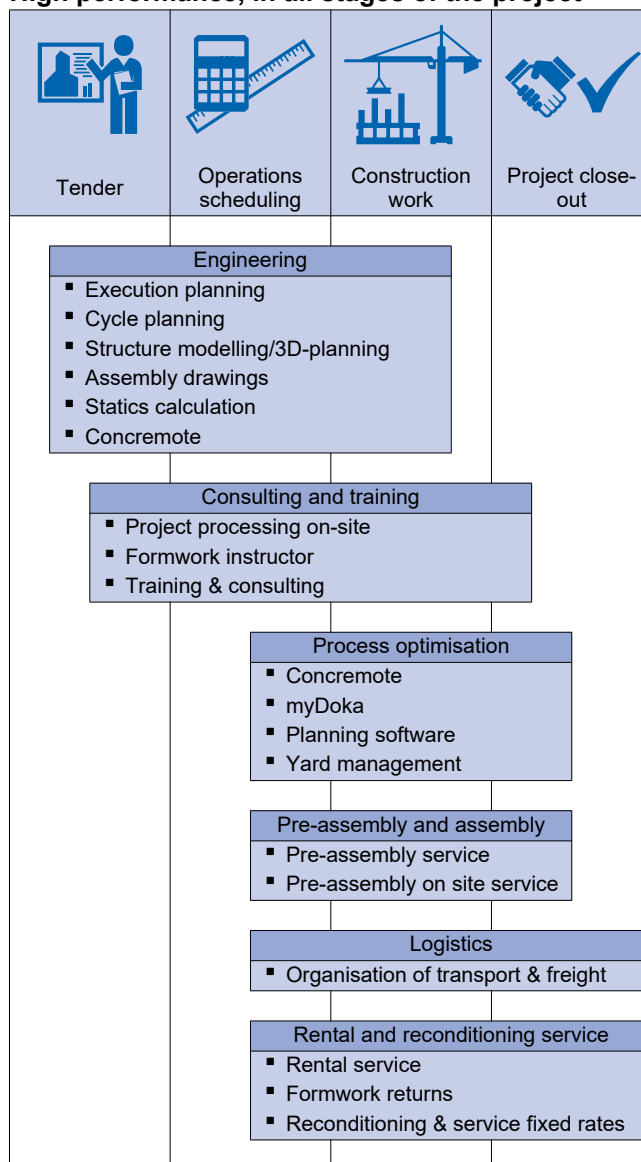 High performance, in all stages of the project
Tender
Operations
scheduling
Construction
work
Project close-
out
Engineering
▪ Execution planning
▪ Cycle planning
▪ Structure modelling/3D-planning
▪ Assembly drawings
▪ Statics calculation
▪ Concremote
Consulting and training
▪ Project processing on-site
▪ Formwork instructor
▪ Training & consulting
Process optimisation
▪ Concremote
▪ myDoka
▪ Planning software
▪ Yard management
Pre-assembly and assembly
▪ Pre-assembly service
▪ Pre-assembly on site service
Logistics
▪ Organisation of transport & freight
Rental and reconditioning service
▪ Rental service
▪ Formwork returns
▪ Reconditioning & service fixed rates